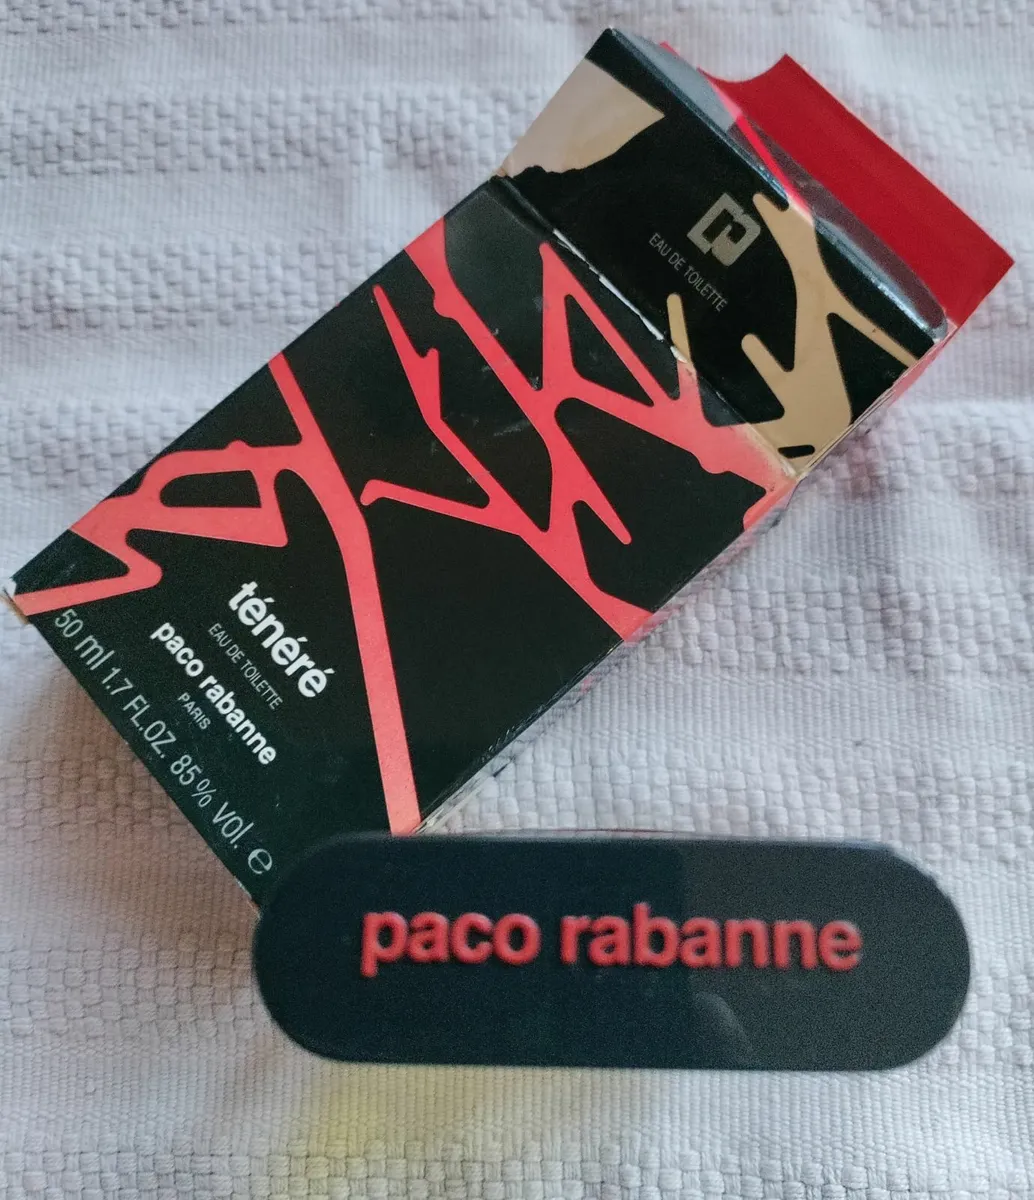 EAU DE TOILETTE
ténéré
EAU DE TOILETTE
paco rabanne
PARIS
50 ml 1.7 FL.OZ. 85% VOL. ℮
paco rabanne